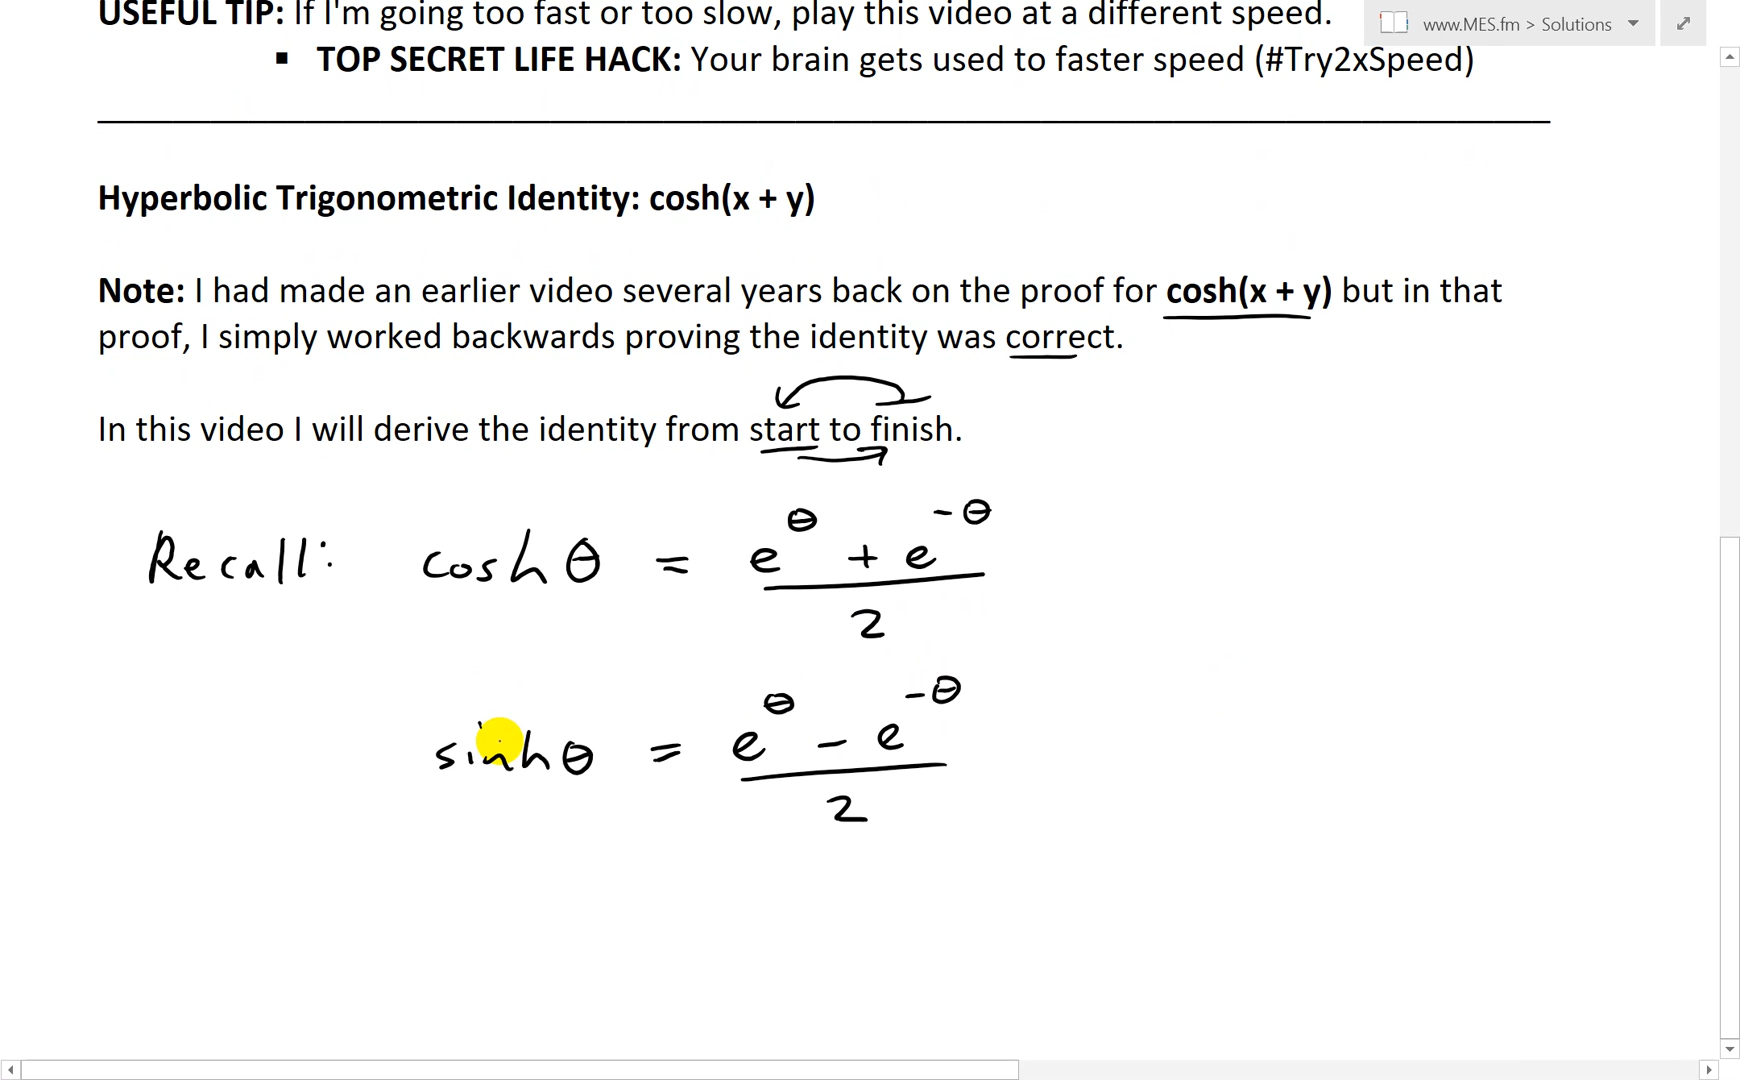 USEFUL TIP: If I'm going too fast or too slow, play this video at a different speed.
www.MES.fm > Solutions
▪ TOP SECRET LIFE HACK: Your brain gets used to faster speed (#Try2xSpeed)
Hyperbolic Trigonometric Identity: cosh(x + y)
Note: I had made an earlier video several years back on the proof for cosh(x + y) but in that
proof, I simply worked backwards proving the identity was correct.
In this video I will derive the identity from start to finish.
Recall: cosh θ = (e^θ + e^-θ) / 2
sinh θ = (e^θ - e^-θ) / 2